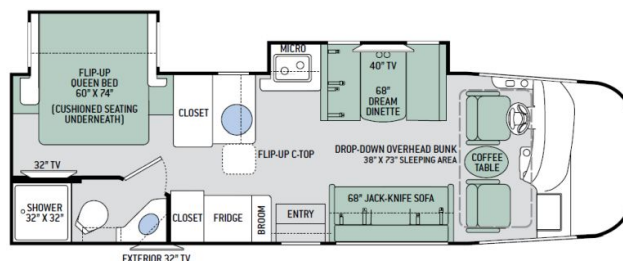 FLIP-UP
QUEEN BED
60" X 74"
(CUSHIONED SEATING
UNDERNEATH)
CLOSET
MICRO
40" TV
68"
DREAM
DINETTE
FLIP-UP C-TOP
DROP-DOWN OVERHEAD BUNK
38" X 73" SLEEPING AREA
COFFEE
TABLE
32" TV
SHOWER
32" X 32"
CLOSET
FRIDGE
BROOM
ENTRY
68" JACK-KNIFE SOFA
EXTERIOR 32" TV